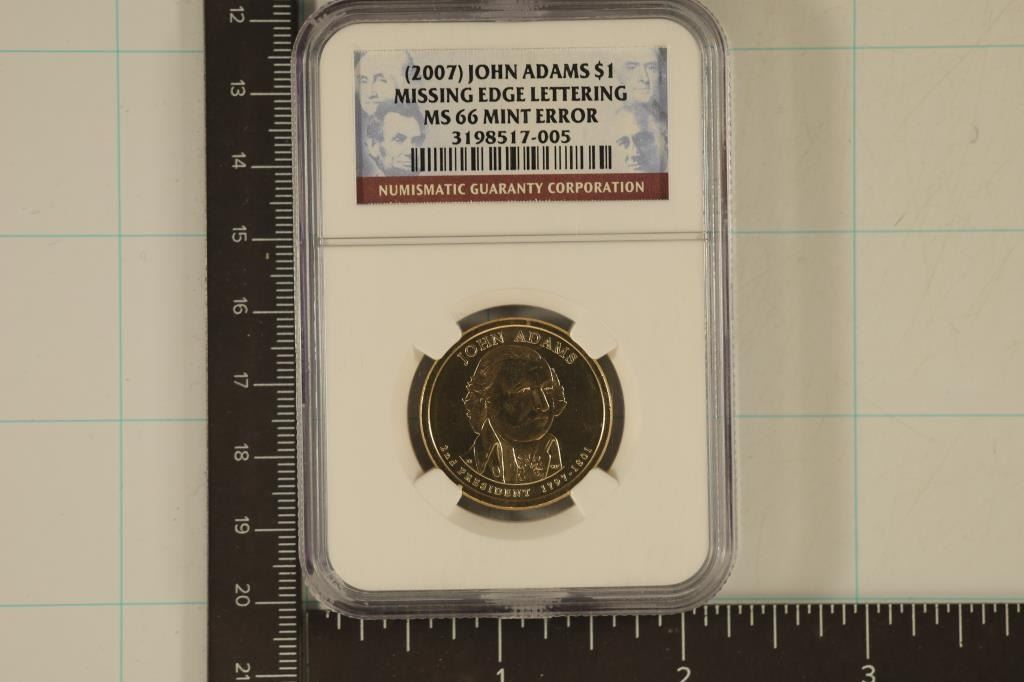 (2007) JOHN ADAMS $1
MISSING EDGE LETTERING
MS 66 MINT ERROR
3198517-005
NUMISMATIC GUARANTY CORPORATION
JOHN ADAMS
2nd PRESIDENT 1797-1801
12
13
14
15
16
17
18
19
20
21
1
2
3